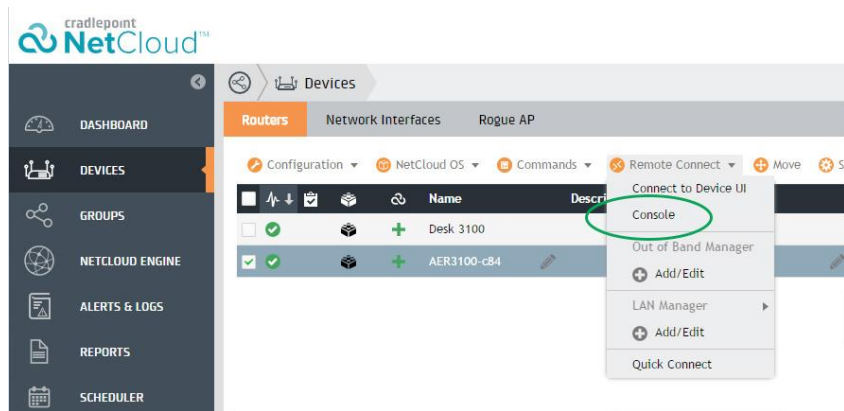 cradlepoint
NetCloud™
Devices
DASHBOARD
DEVICES
GROUPS
NETCLOUD ENGINE
ALERTS & LOGS
REPORTS
SCHEDULER
Routers Network Interfaces Rogue AP
Configuration NetCloud OS Commands Remote Connect Move S
Name Descri
Desk 3100
AER3100-c84
Connect to Device UI
Console
Out of Band Manager
Add/Edit
LAN Manager
Add/Edit
Quick Connect